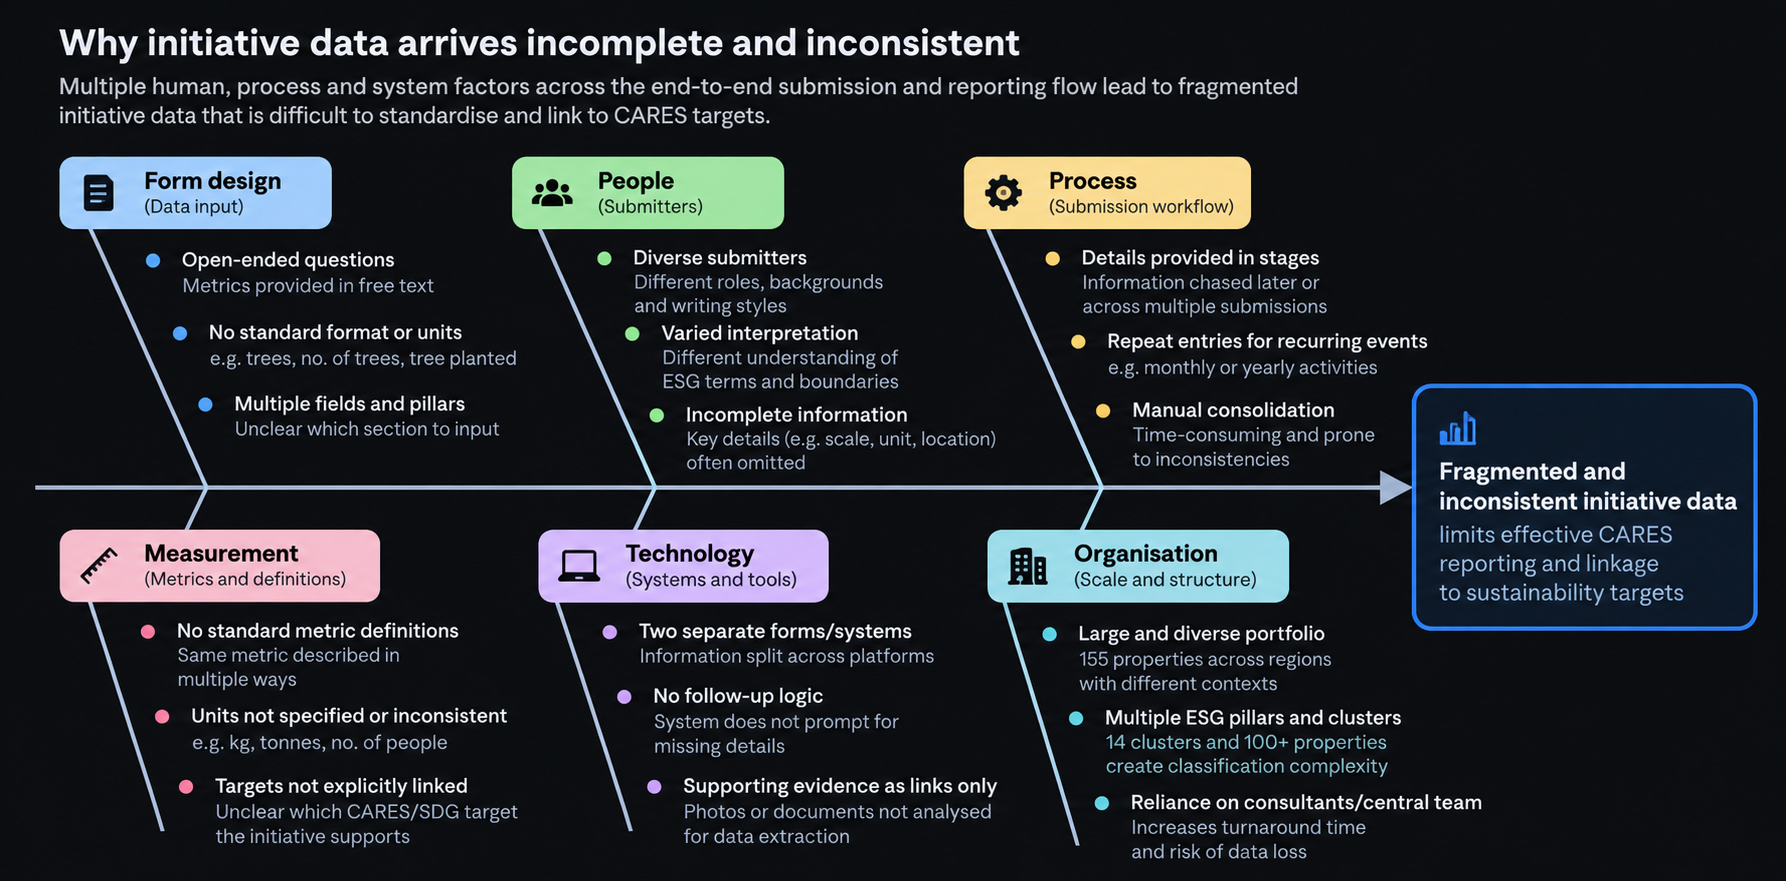 Why initiative data arrives incomplete and inconsistent
Multiple human, process and system factors across the end-to-end submission and reporting flow lead to fragmented
initiative data that is difficult to standardise and link to CARES targets.
Form design
(Data input)
Open-ended questions
Metrics provided in free text
No standard format or units
e.g. trees, no. of trees, tree planted
Multiple fields and pillars
Unclear which section to input
People
(Submitters)
Diverse submitters
Different roles, backgrounds
and writing styles
Varied interpretation
Different understanding of
ESG terms and boundaries
Incomplete information
Key details (e.g. scale, unit, location)
often omitted
Process
(Submission workflow)
Details provided in stages
Information chased later or
across multiple submissions
Repeat entries for recurring events
e.g. monthly or yearly activities
Manual consolidation
Time-consuming and prone
to inconsistencies
Fragmented and
inconsistent initiative data
limits effective CARES
reporting and linkage
to sustainability targets
Measurement
(Metrics and definitions)
No standard metric definitions
Same metric described in
multiple ways
Units not specified or inconsistent
e.g. kg, tonnes, no. of people
Targets not explicitly linked
Unclear which CARES/SDG target
the initiative supports
Technology
(Systems and tools)
Two separate forms/systems
Information split across platforms
No follow-up logic
System does not prompt for
missing details
Supporting evidence as links only
Photos or documents not analysed
for data extraction
Organisation
(Scale and structure)
Large and diverse portfolio
155 properties across regions
with different contexts
Multiple ESG pillars and clusters
14 clusters and 100+ properties
create classification complexity
Reliance on consultants/central team
Increases turnaround time
and risk of data loss